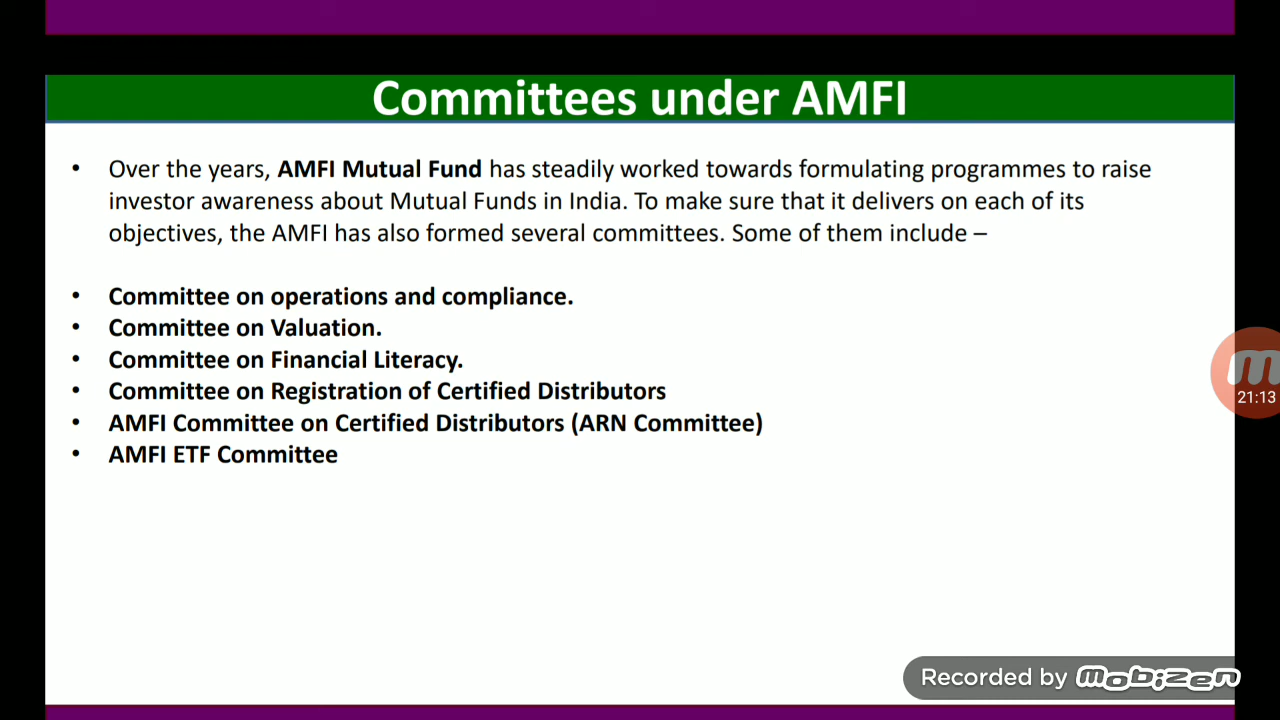 Committees under AMFI
• Over the years, AMFI Mutual Fund has steadily worked towards formulating programmes to raise
investor awareness about Mutual Funds in India. To make sure that it delivers on each of its
objectives, the AMFI has also formed several committees. Some of them include –
• Committee on operations and compliance.
• Committee on Valuation.
• Committee on Financial Literacy.
• Committee on Registration of Certified Distributors
• AMFI Committee on Certified Distributors (ARN Committee)
• AMFI ETF Committee
21:13
Recorded by Mobizen